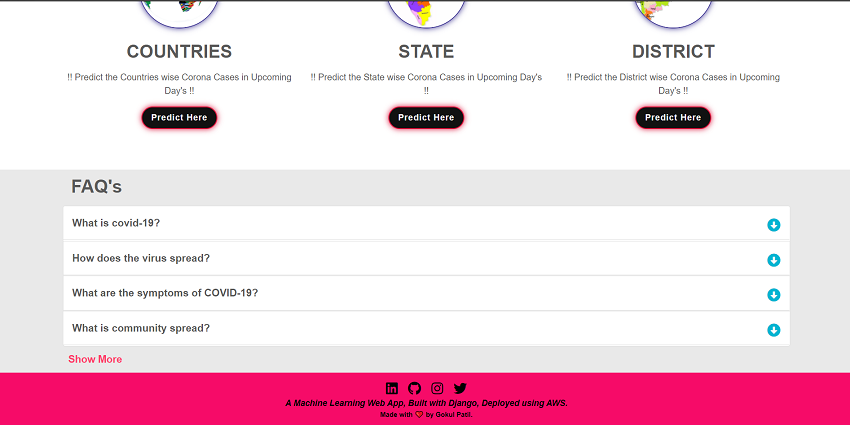 COUNTRIES
!! Predict the Countries wise Corona Cases in Upcoming
Day's !!
Predict Here
STATE
!! Predict the State wise Corona Cases in Upcoming Day's
!!
Predict Here
DISTRICT
!! Predict the District wise Corona Cases in Upcoming
Day's !!
Predict Here
FAQ's
What is covid-19?
How does the virus spread?
What are the symptoms of COVID-19?
What is community spread?
Show More
A Machine Learning Web App, Built with Django, Deployed using AWS.
Made with by Gokul Patil.